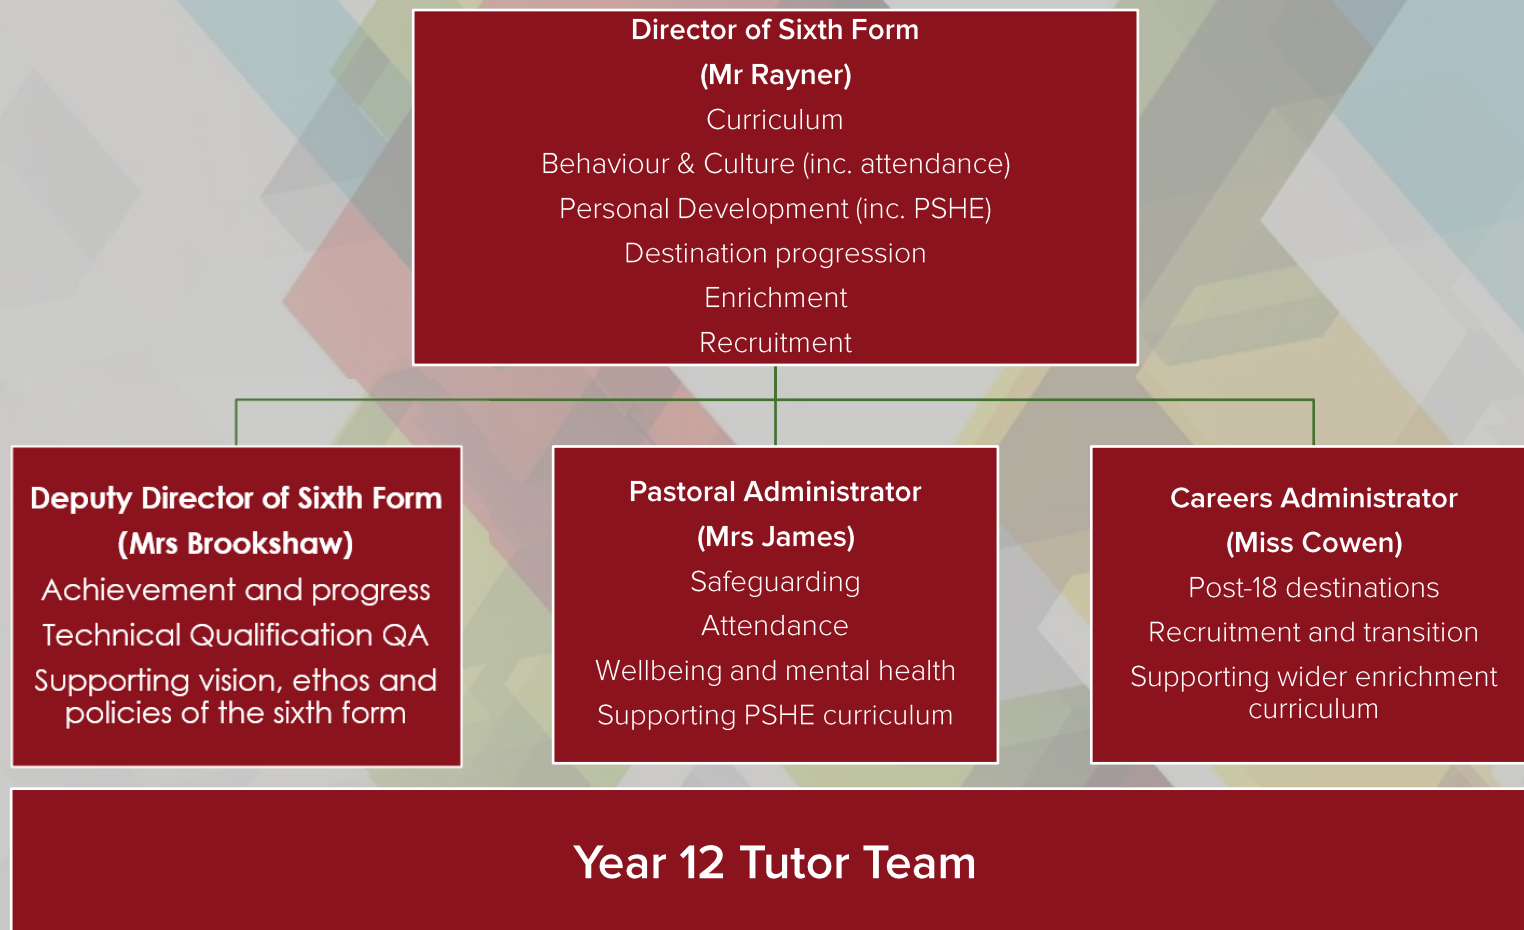 Director of Sixth Form
(Mr Rayner)
Curriculum
Behaviour & Culture (inc. attendance)
Personal Development (inc. PSHE)
Destination progression
Enrichment
Recruitment
Deputy Director of Sixth Form
(Mrs Brookshaw)
Achievement and progress
Technical Qualification QA
Supporting vision, ethos and
policies of the sixth form
Pastoral Administrator
(Mrs James)
Safeguarding
Attendance
Wellbeing and mental health
Supporting PSHE curriculum
Careers Administrator
(Miss Cowen)
Post-18 destinations
Recruitment and transition
Supporting wider enrichment
curriculum
Year 12 Tutor Team